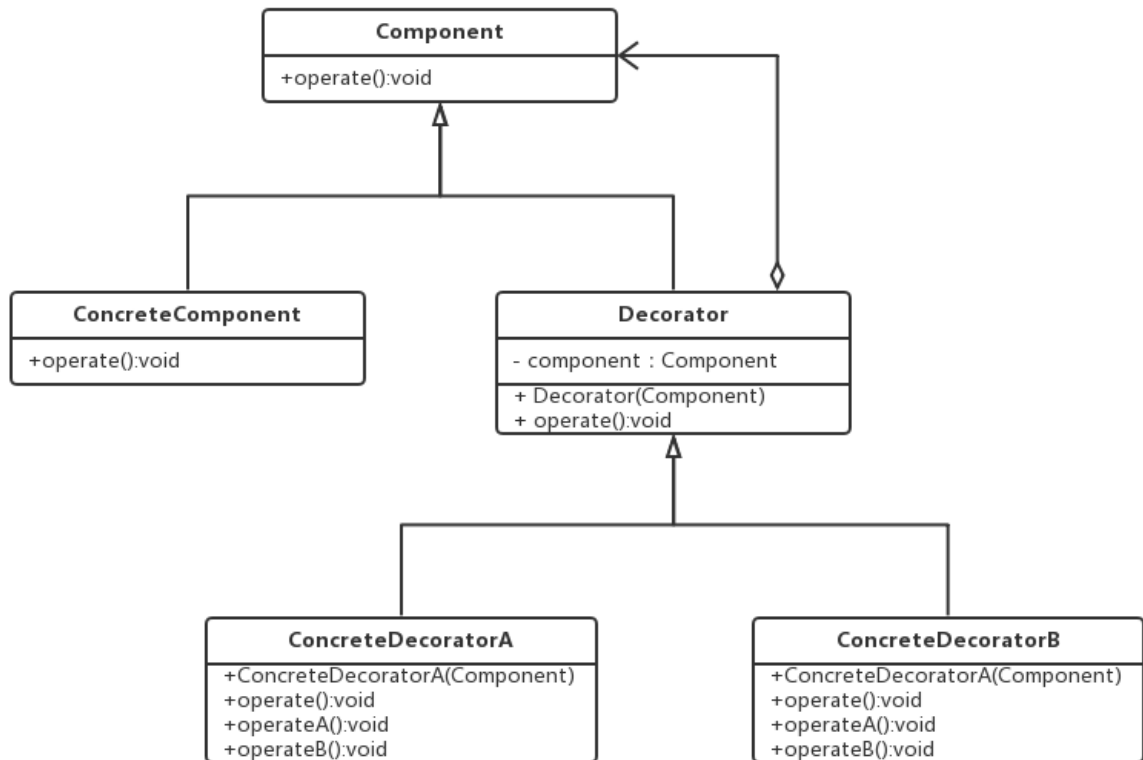 Component
+operate():void
ConcreteComponent
+operate():void
Decorator
- component : Component
+ Decorator(Component)
+ operate():void
ConcreteDecoratorA
+ConcreteDecoratorA(Component)
+operate():void
+operateA():void
+operateB():void
ConcreteDecoratorB
+ConcreteDecoratorA(Component)
+operate():void
+operateA():void
+operateB():void